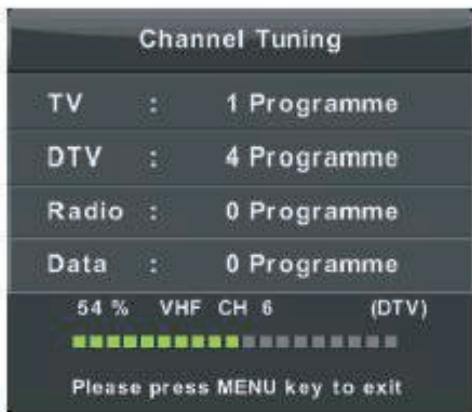 Channel Tuning
TV : 1 Programme
DTV : 4 Programme
Radio : 0 Programme
Data : 0 Programme
54 % VHF CH 6 (DTV)
Please press MENU key to exit